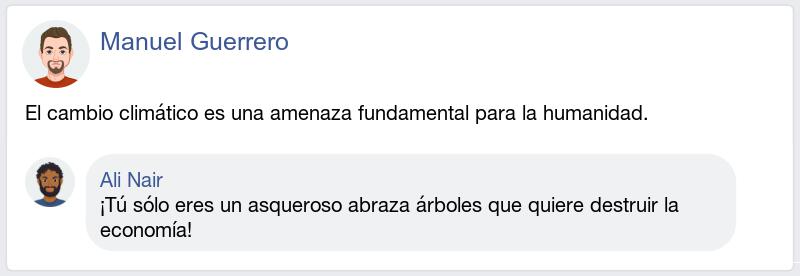 Manuel Guerrero
El cambio climático es una amenaza fundamental para la humanidad.
Ali Nair
¡Tú sólo eres un asqueroso abraza árboles que quiere destruir la
economía!